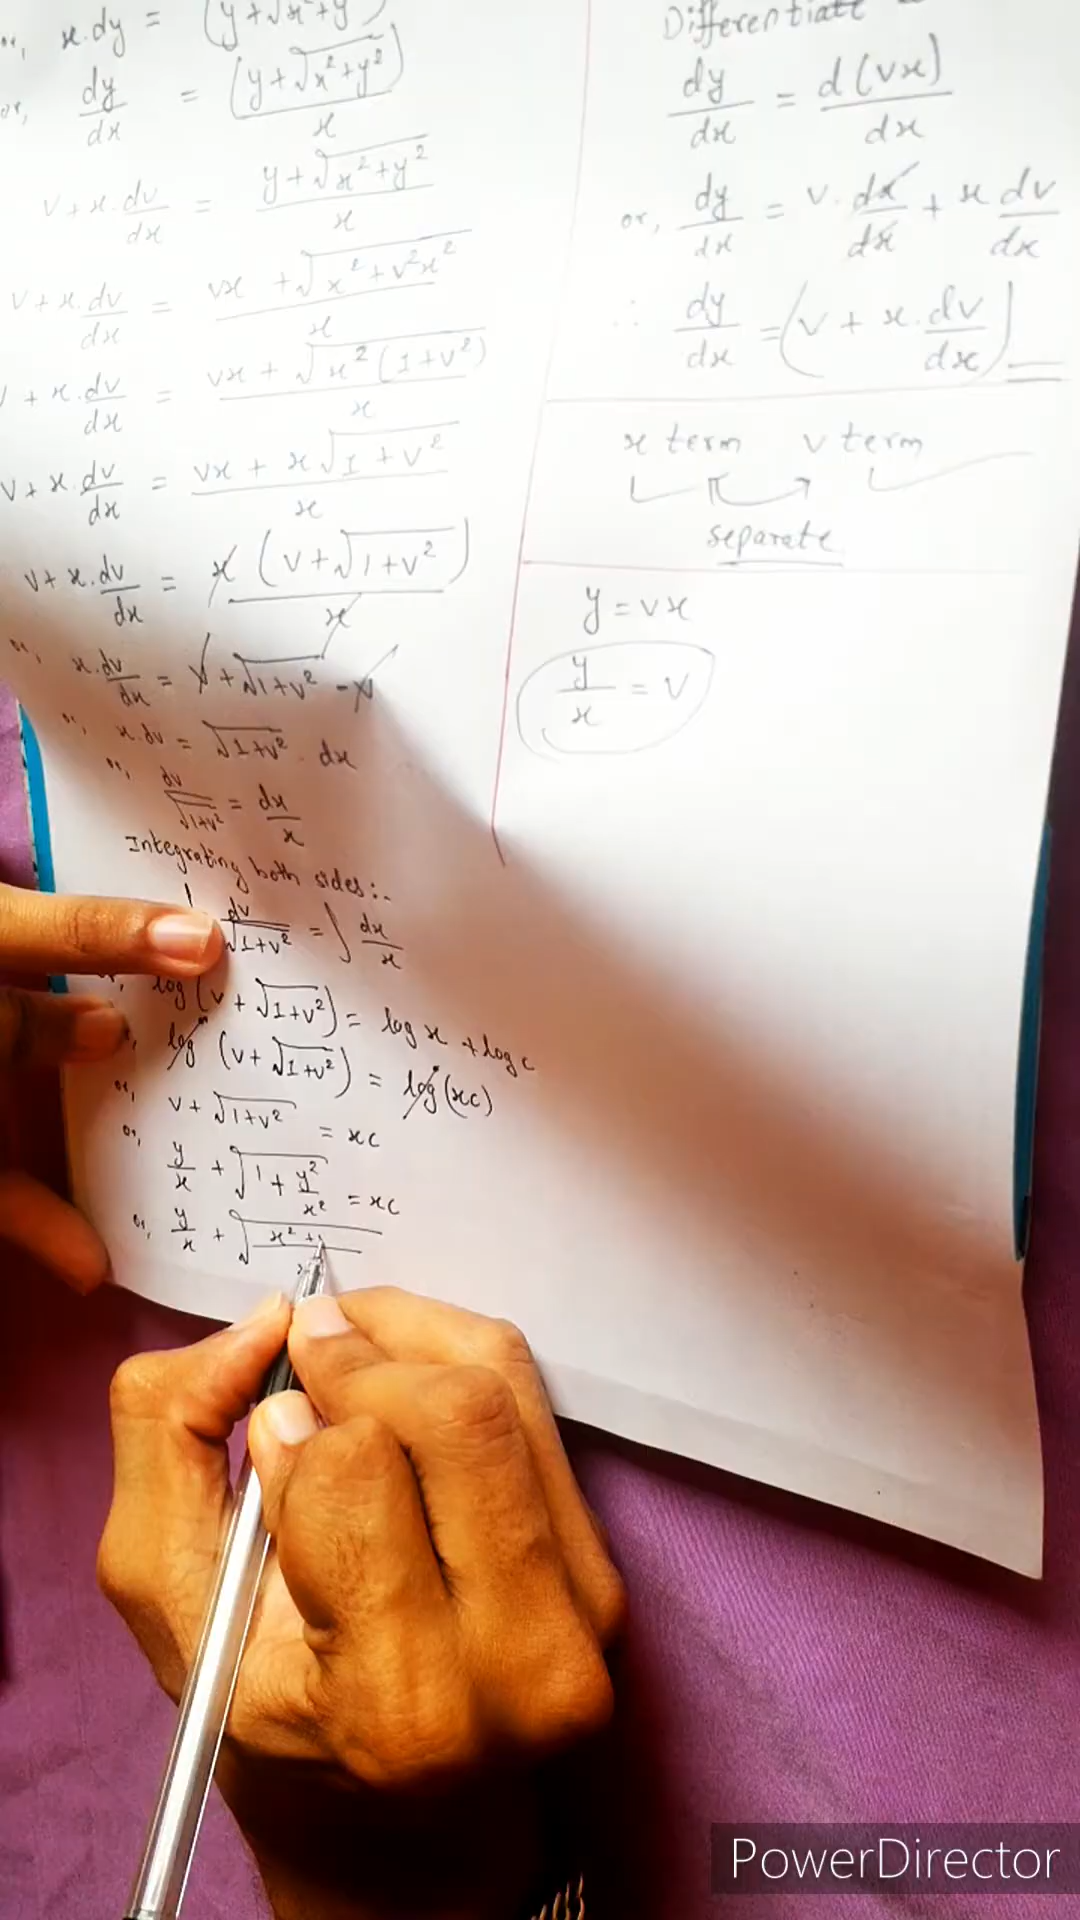 or, x.dy = (y+√x²+y²)
or, dy/dx = (y+√x²+y²)/x
v+x.dv/dx = y+√x²+y²/x
v+x.dv/dx = vx +√x²+v²x²/x
v+x.dv/dx = vx+√x²(1+v²)/x
v+x.dv/dx = vx+x√1+v²/x
v+x.dv/dx = x(v+√1+v²)/x
or, x.dv/dx = v+√1+v² -v
or, x.dv = √1+v² . dx
or, dv/√1+v² = dx/x
Integrating both sides:-
∫ dv/√1+v² = ∫ dx/x
or, log(v+√1+v²) = log x + log c
or, log (v+√1+v²) = log(xc)
or, v+√1+v² = xc
or, y/x + √1+y²/x² = xc
or, y/x + √x²+
Differentiate
dy/dx = d(vx)/dx
or, dy/dx = v.dx/dx + x dv/dx
∴ dy/dx = (v+x.dv/dx)
x term v term
separate
y = vx
y/x = v
PowerDirector